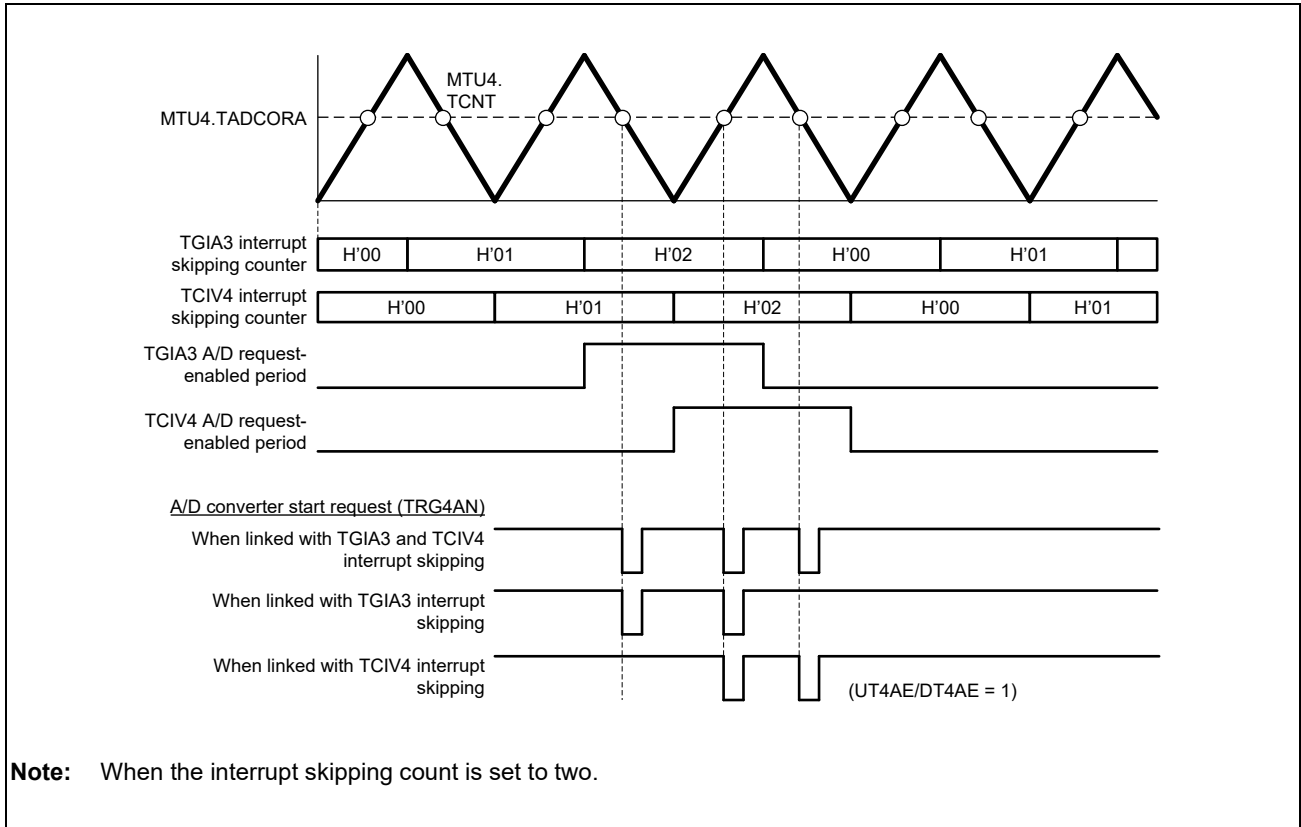 MTU4.
TCNT
MTU4.TADCORA
TGIA3 interrupt
skipping counter
H'00 H'01 H'02 H'00 H'01
TCIV4 interrupt
skipping counter
H'00 H'01 H'02 H'00 H'01
TGIA3 A/D request-
enabled period
TCIV4 A/D request-
enabled period
A/D converter start request (TRG4AN)
When linked with TGIA3 and TCIV4
interrupt skipping
When linked with TGIA3 interrupt
skipping
When linked with TCIV4 interrupt
skipping
(UT4AE/DT4AE = 1)
Note: When the interrupt skipping count is set to two.